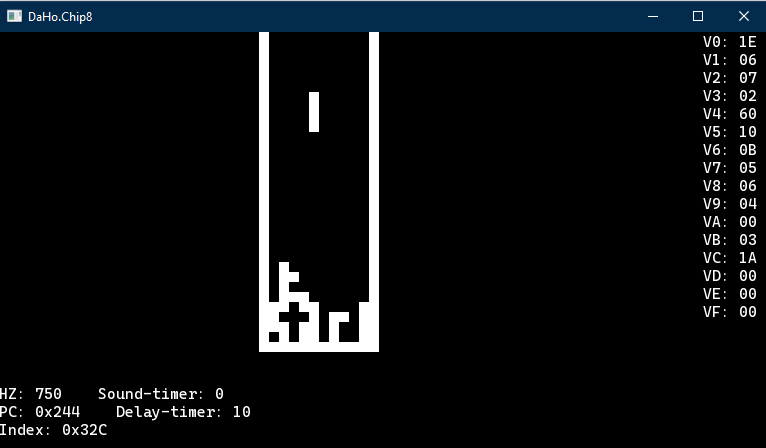 DaHo.Chip8
V0: 1E
V1: 06
V2: 07
V3: 02
V4: 60
V5: 10
V6: 0B
V7: 05
V8: 06
V9: 04
VA: 00
VB: 03
VC: 1A
VD: 00
VE: 00
VF: 00
HZ: 750    Sound-timer: 0
PC: 0x244    Delay-timer: 10
Index: 0x32C